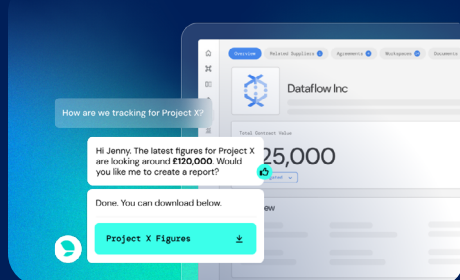 Overview
Related Suppliers
Agreements
Workspaces
Documents
Dataflow Inc
Total Contract Value
25,000
How are we tracking for Project X?
Hi Jenny. The latest figures for Project X
are looking around £120,000. Would
you like me to create a report?
Done. You can download below.
Project X Figures